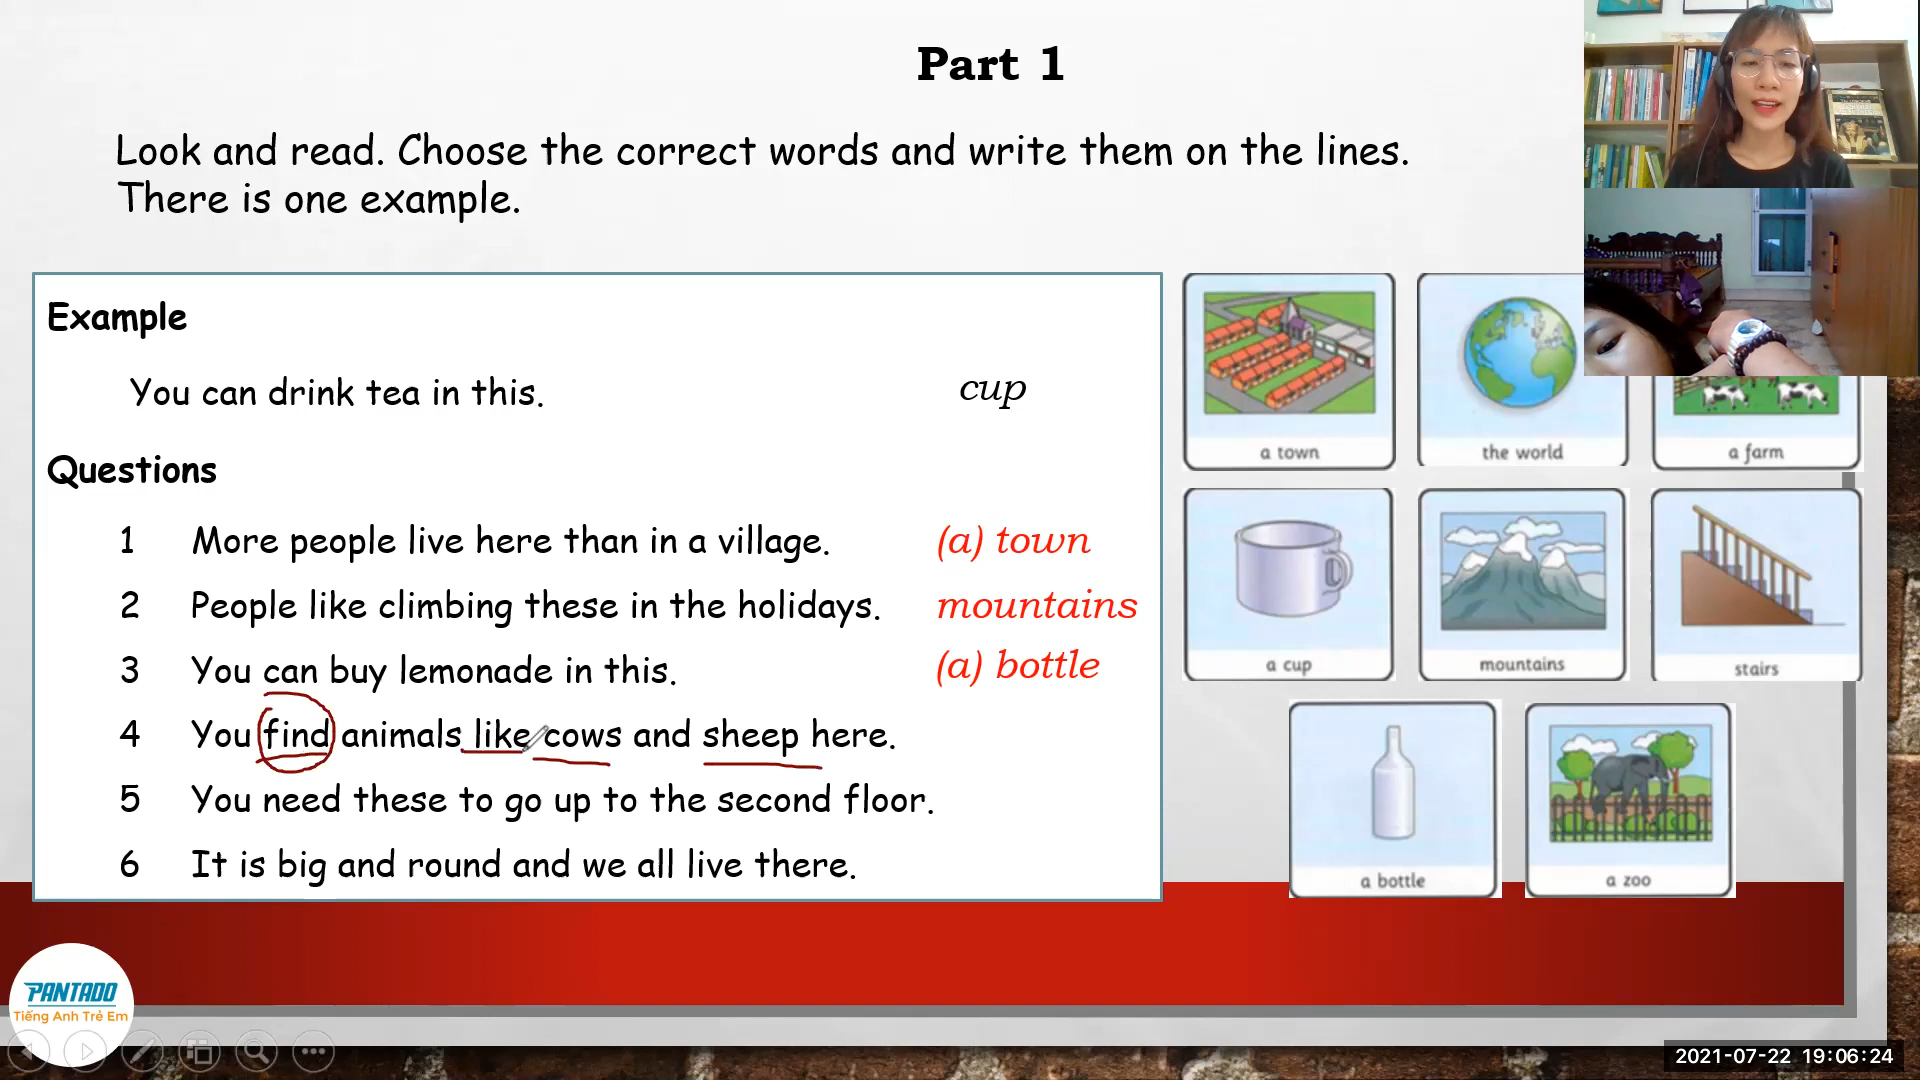 Part 1
Look and read. Choose the correct words and write them on the lines.
There is one example.
Example
You can drink tea in this. cup
Questions
1 More people live here than in a village. (a) town
2 People like climbing these in the holidays. mountains
3 You can buy lemonade in this. (a) bottle
4 You find animals like cows and sheep here.
5 You need these to go up to the second floor.
6 It is big and round and we all live there.
a town
the world
a farm
a cup
mountains
stairs
a bottle
a zoo
PANTADO
Tiếng Anh Trẻ Em
2021-07-22 19:06:24